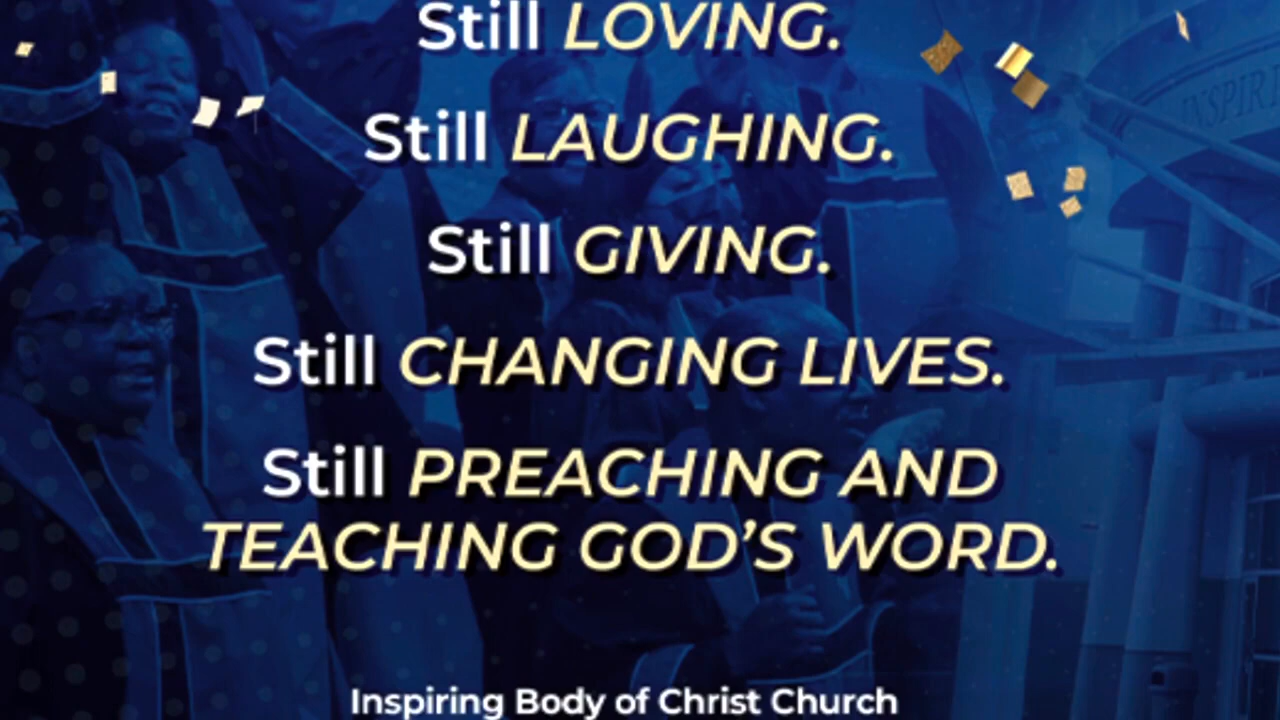 Still LOVING.
Still LAUGHING.
Still GIVING.
Still CHANGING LIVES.
Still PREACHING AND
TEACHING GOD'S WORD.
Inspiring Body of Christ Church